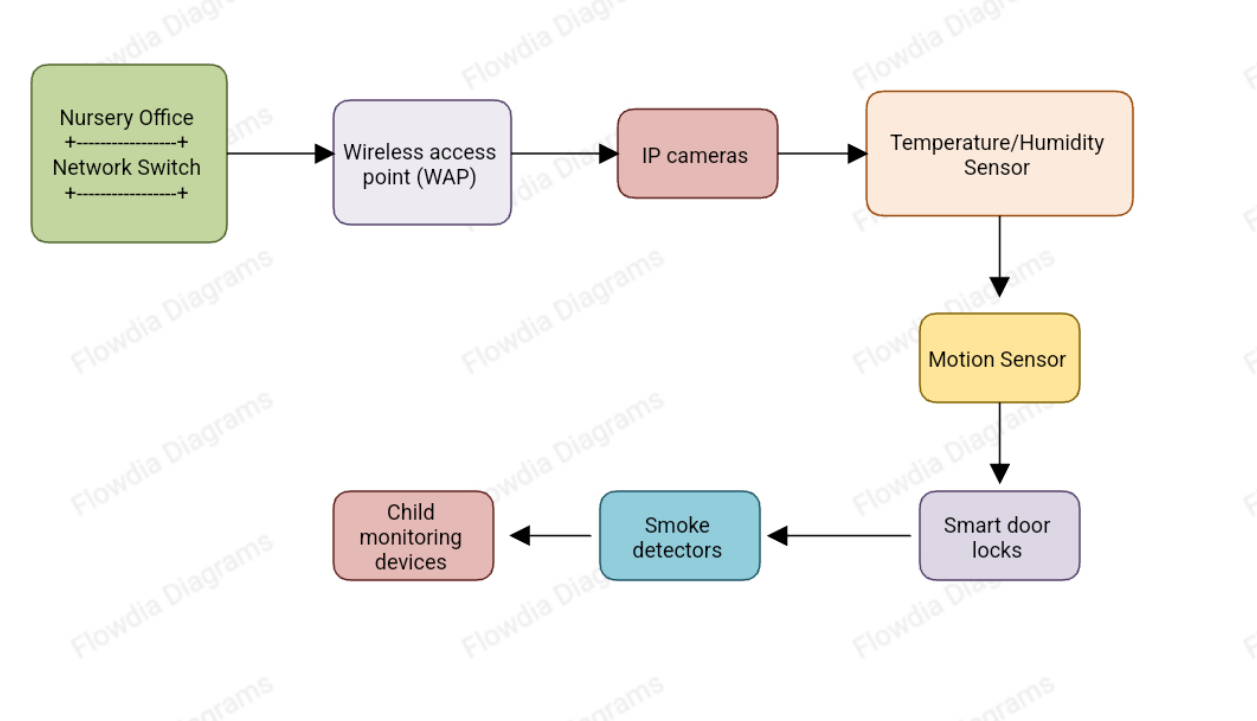 Nursery Office
+-----------------+
Network Switch
+-----------------+
Wireless access
point (WAP)
IP cameras
Temperature/Humidity
Sensor
Motion Sensor
Smart door
locks
Smoke
detectors
Child
monitoring
devices
Flowdia Diagrams